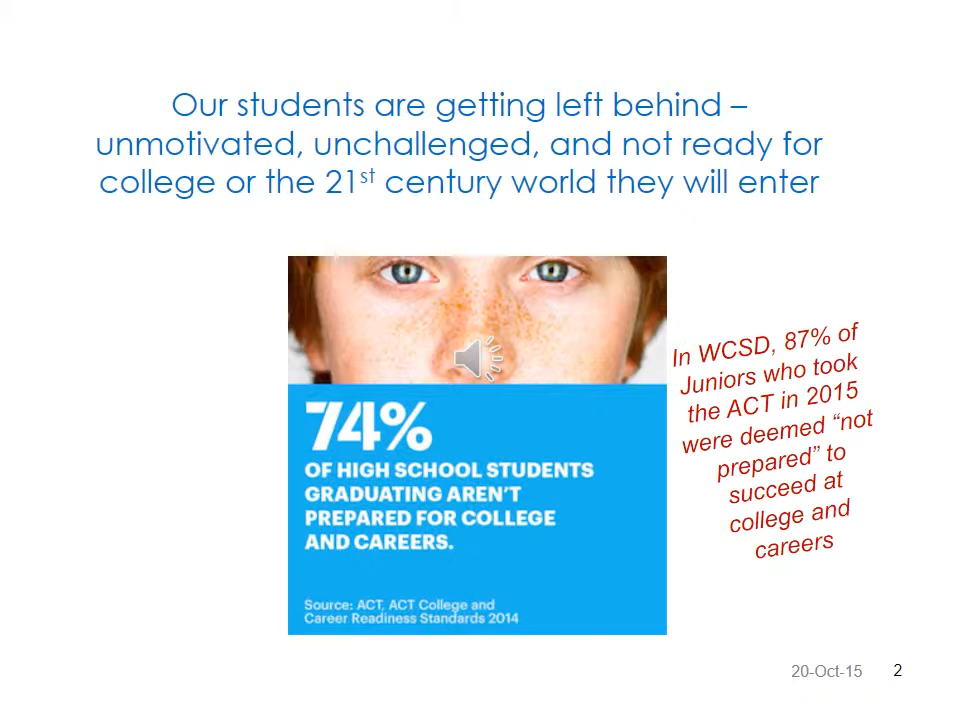 Our students are getting left behind –
unmotivated, unchallenged, and not ready for
college or the 21st century world they will enter
74%
OF HIGH SCHOOL STUDENTS
GRADUATING AREN'T
PREPARED FOR COLLEGE
AND CAREERS.
Source: ACT, ACT College and
Career Readiness Standards 2014
In WCSD, 87% of
Juniors who took
the ACT in 2015
were deemed “not
prepared” to
succeed at
college and
careers
20-Oct-15 2